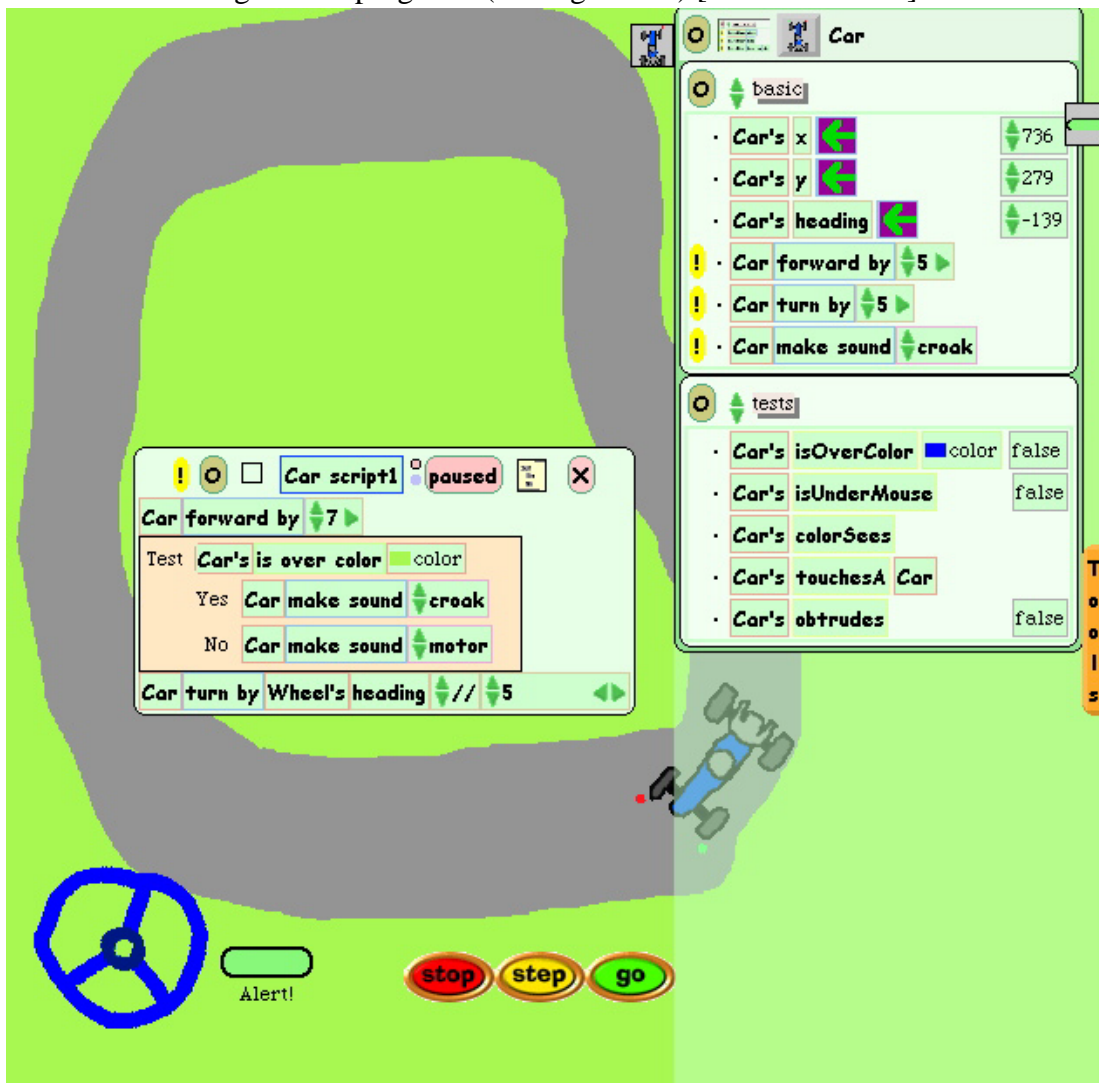 Car
basic
Car's x 736
Car's y 279
Car's heading -139
! Car forward by 5
! Car turn by 5
! Car make sound croak
tests
Car's isOverColor color false
Car's isUnderMouse false
Car's colorSees
Car's touchesA Car
Car's obtrudes false
! O Car script1 paused X
Car forward by 7
Test Car's is over color color
Yes Car make sound croak
No Car make sound motor
Car turn by Wheel's heading // 5
T
o
o
l
s
Alert!
stop step go